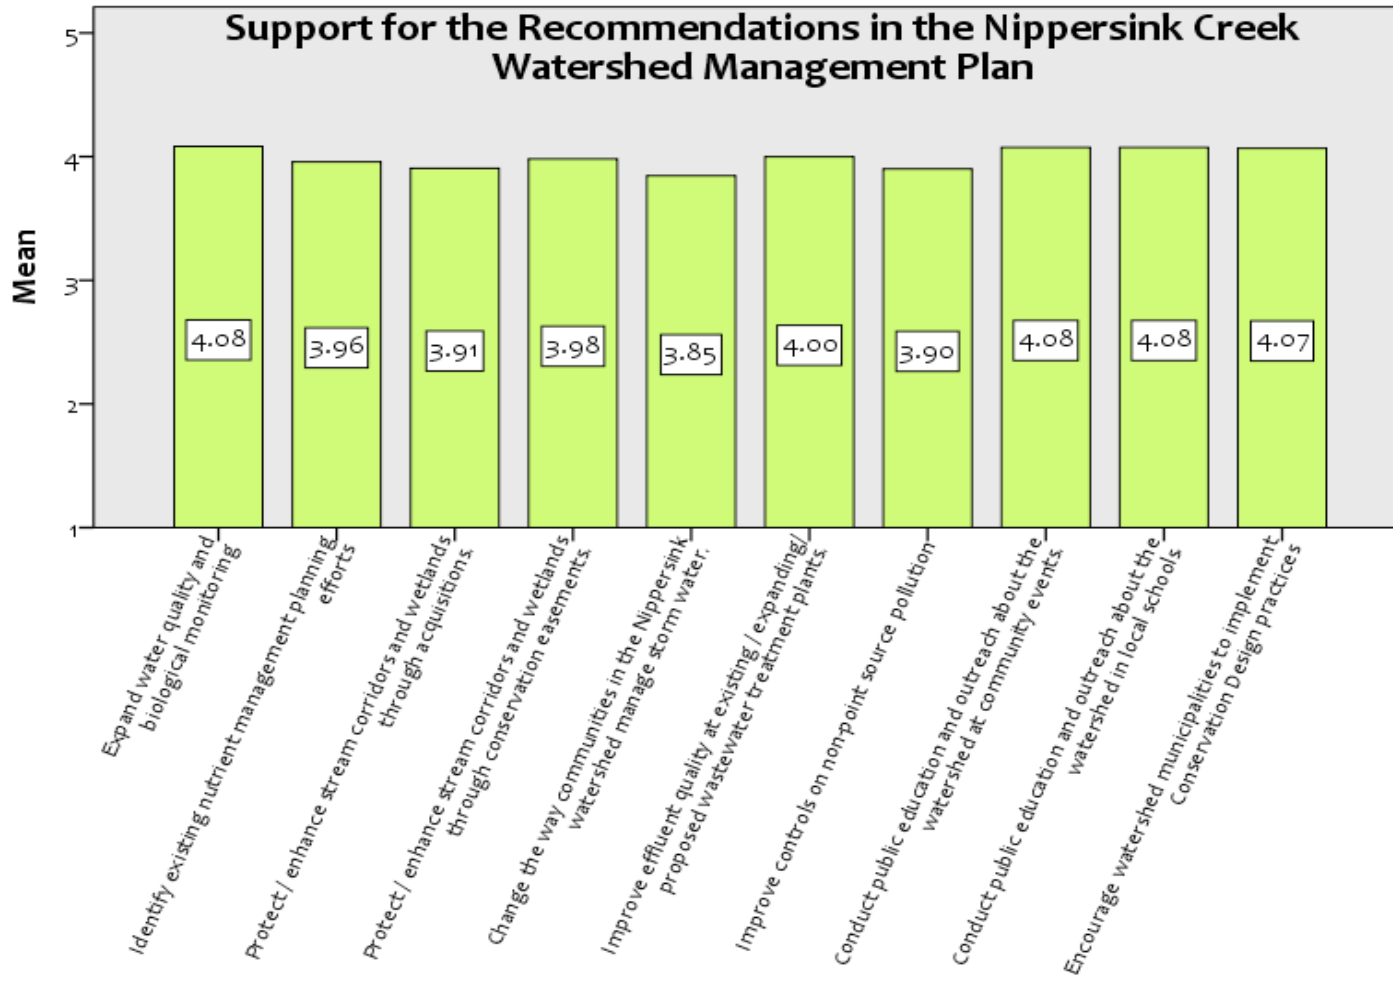 Support for the Recommendations in the Nippersink Creek
Watershed Management Plan
Mean
5
4
3
2
1
4.08
3.96
3.91
3.98
3.85
4.00
3.90
4.08
4.08
4.07
Expand water quality and
biological monitoring
Identify existing nutrient management planning
efforts
Protect / enhance stream corridors and wetlands
through acquisitions.
Protect / enhance stream corridors and wetlands
through conservation easements.
Change the way communities in the Nippersink
watershed manage storm water.
Improve effluent quality at existing / expanding/
proposed wastewater treatment plants.
Improve controls on non-point source pollution
Conduct public education and outreach about the
watershed at community events.
Conduct public education and outreach about the
watershed in local schools
Encourage watershed municipalities to implement
Conservation Design practices